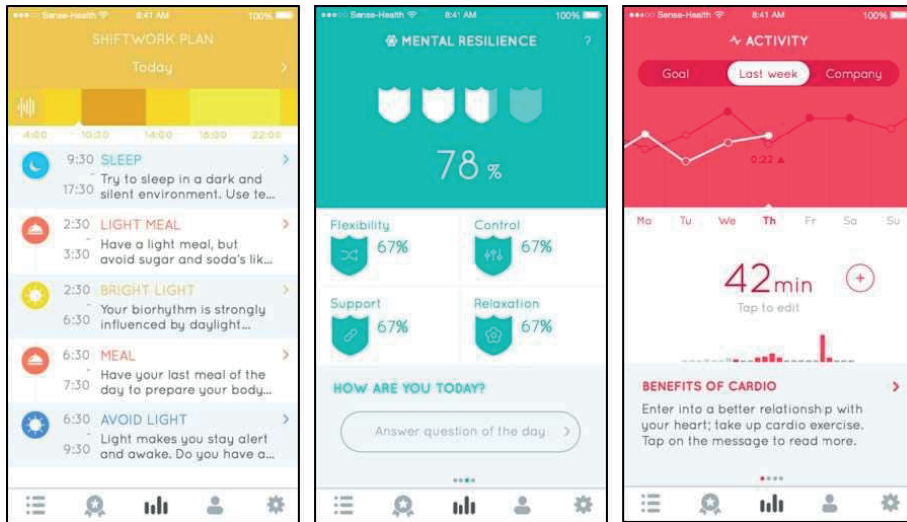 Sense-Health 8:41 AM 100%
SHIFTWORK PLAN
Today
4:00 10:00 14:00 18:00 22:00
9:30 SLEEP
-
17:30
Try to sleep in a dark and
silent environment. Use te...
2:30 LIGHT MEAL
-
3:30
Have a light meal, but
avoid sugar and soda's lik...
2:30 BRIGHT LIGHT
-
6:30
Your biorhythm is strongly
influenced by daylight...
6:30 MEAL
-
7:30
Have your last meal of the
day to prepare your body...
6:30 AVOID LIGHT
-
9:30
Light makes you stay alert
and awake. Do you have a...
Sense-Health 8:41 AM 100%
MENTAL RESILIENCE ?
78 %
Flexibility
67%
Control
67%
Support
67%
Relaxation
67%
HOW ARE YOU TODAY?
Answer question of the day
Sense-Health 8:41 AM 100%
ACTIVITY
Goal Last week Company
0:22
Mo Tu We Th Fr Sa Su
42 min
Tap to edit
BENEFITS OF CARDIO
Enter into a better relationship with
your heart; take up cardio exercise.
Tap on the message to read more.